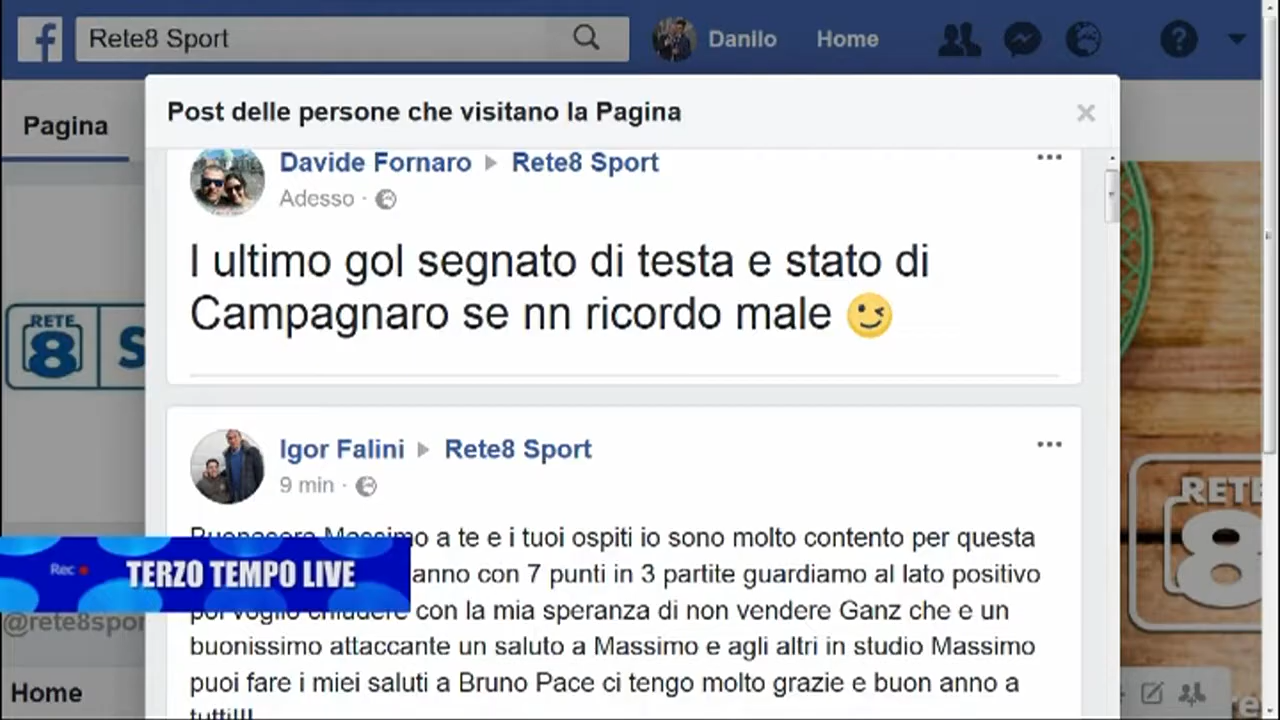 Rete8 Sport
Danilo Home
Pagina
Post delle persone che visitano la Pagina
Davide Fornaro Rete8 Sport
Adesso ·
l ultimo gol segnato di testa e stato di
Campagnaro se nn ricordo male
RETE
8 S
Igor Falini Rete8 Sport
9 min ·
Buonasera Massimo a te e i tuoi ospiti io sono molto contento per questa
anno con 7 punti in 3 partite guardiamo al lato positivo
poi voglio chiudere con la mia speranza di non vendere Ganz che e un
buonissimo attaccante un saluto a Massimo e agli altri in studio Massimo
puoi fare i miei saluti a Bruno Pace ci tengo molto grazie e buon anno a
tutti!!!
Rec
TERZO TEMPO LIVE
@rete8spor
Home
RETE
8